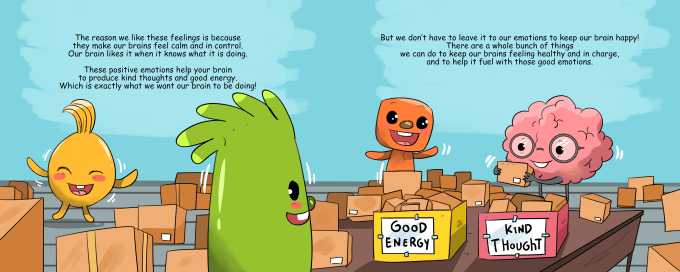 The reason we like these feelings is because
they make our brains feel calm and in control.
Our brain likes it when it knows what it is doing.
These positive emotions help your brain
to produce kind thoughts and good energy.
Which is exactly what we want our brain to be doing!
But we don't have to leave it to our emotions to keep our brain happy!
There are a whole bunch of things
we can do to keep our brains feeling healthy and in charge,
and to help it fuel with those good emotions.
GOOD
ENERGY
KIND
THOUGHT